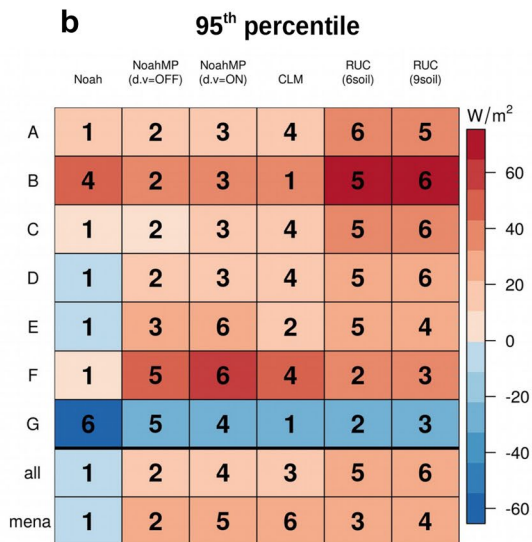 b 95th percentile
Noah NoahMP (d.v=OFF) NoahMP (d.v=ON) CLM RUC (6soil) RUC (9soil)
W/m²
A 1 2 3 4 6 5
B 4 2 3 1 5 6
C 1 2 3 4 5 6
D 1 2 3 4 5 6
E 1 3 6 2 5 4
F 1 5 6 4 2 3
G 6 5 4 1 2 3
all 1 2 4 3 5 6
mena 1 2 5 6 3 4
60
40
20
0
-20
-40
-60